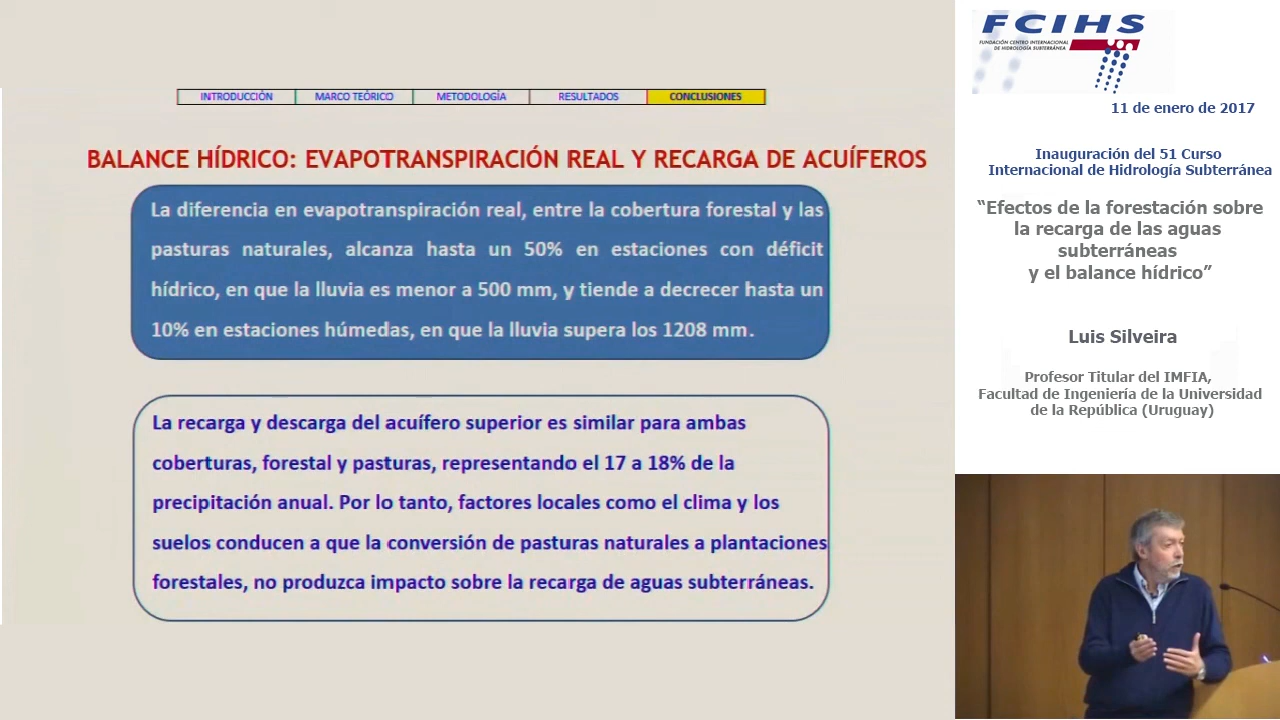 INTRODUCCIÓN MARCO TEÓRICO METODOLOGÍA RESULTADOS CONCLUSIONES
BALANCE HÍDRICO: EVAPOTRANSPIRACIÓN REAL Y RECARGA DE ACUÍFEROS
La diferencia en evapotranspiración real, entre la cobertura forestal y las
pasturas naturales, alcanza hasta un 50% en estaciones con déficit
hídrico, en que la lluvia es menor a 500 mm, y tiende a decrecer hasta un
10% en estaciones húmedas, en que la lluvia supera los 1208 mm.
La recarga y descarga del acuífero superior es similar para ambas
coberturas, forestal y pasturas, representando el 17 a 18% de la
precipitación anual. Por lo tanto, factores locales como el clima y los
suelos conducen a que la conversión de pasturas naturales a plantaciones
forestales, no produzca impacto sobre la recarga de aguas subterráneas.
FCIHS
FUNDACIÓN CENTRO INTERNACIONAL
DE HIDROLOGÍA SUBTERRÁNEA
11 de enero de 2017
Inauguración del 51 Curso
Internacional de Hidrología Subterránea
“Efectos de la forestación sobre
la recarga de las aguas
subterráneas
y el balance hídrico”
Luis Silveira
Profesor Titular del IMFIA,
Facultad de Ingeniería de la Universidad
de la República (Uruguay)